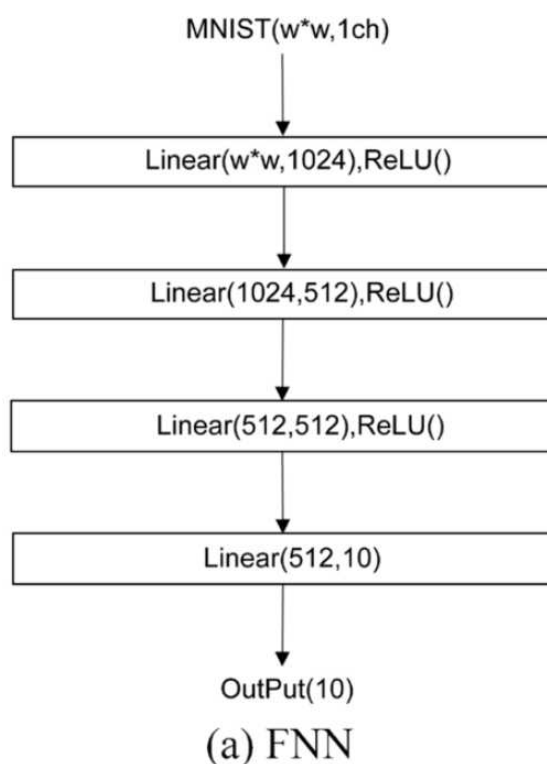 MNIST(w*w,1ch)
Linear(w*w,1024),ReLU()
Linear(1024,512),ReLU()
Linear(512,512),ReLU()
Linear(512,10)
OutPut(10)
(a) FNN